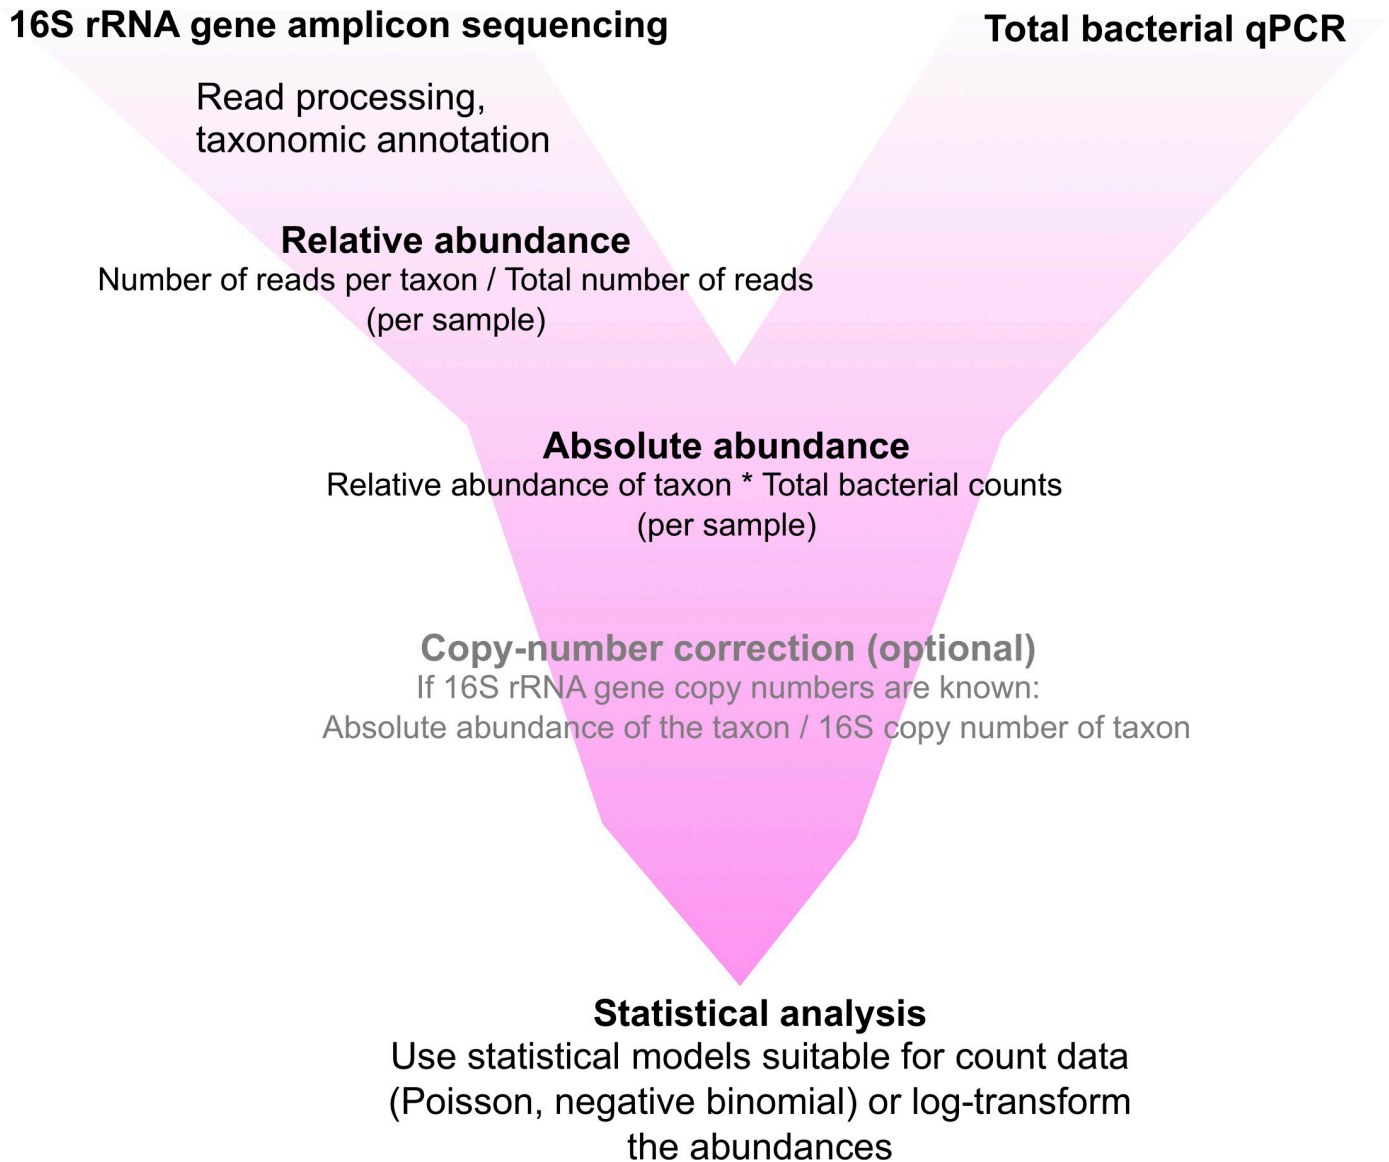 16S rRNA gene amplicon sequencing
Total bacterial qPCR
Read processing,
taxonomic annotation
Relative abundance
Number of reads per taxon / Total number of reads
(per sample)
Absolute abundance
Relative abundance of taxon * Total bacterial counts
(per sample)
Copy-number correction (optional)
If 16S rRNA gene copy numbers are known:
Absolute abundance of the taxon / 16S copy number of taxon
Statistical analysis
Use statistical models suitable for count data
(Poisson, negative binomial) or log-transform
the abundances